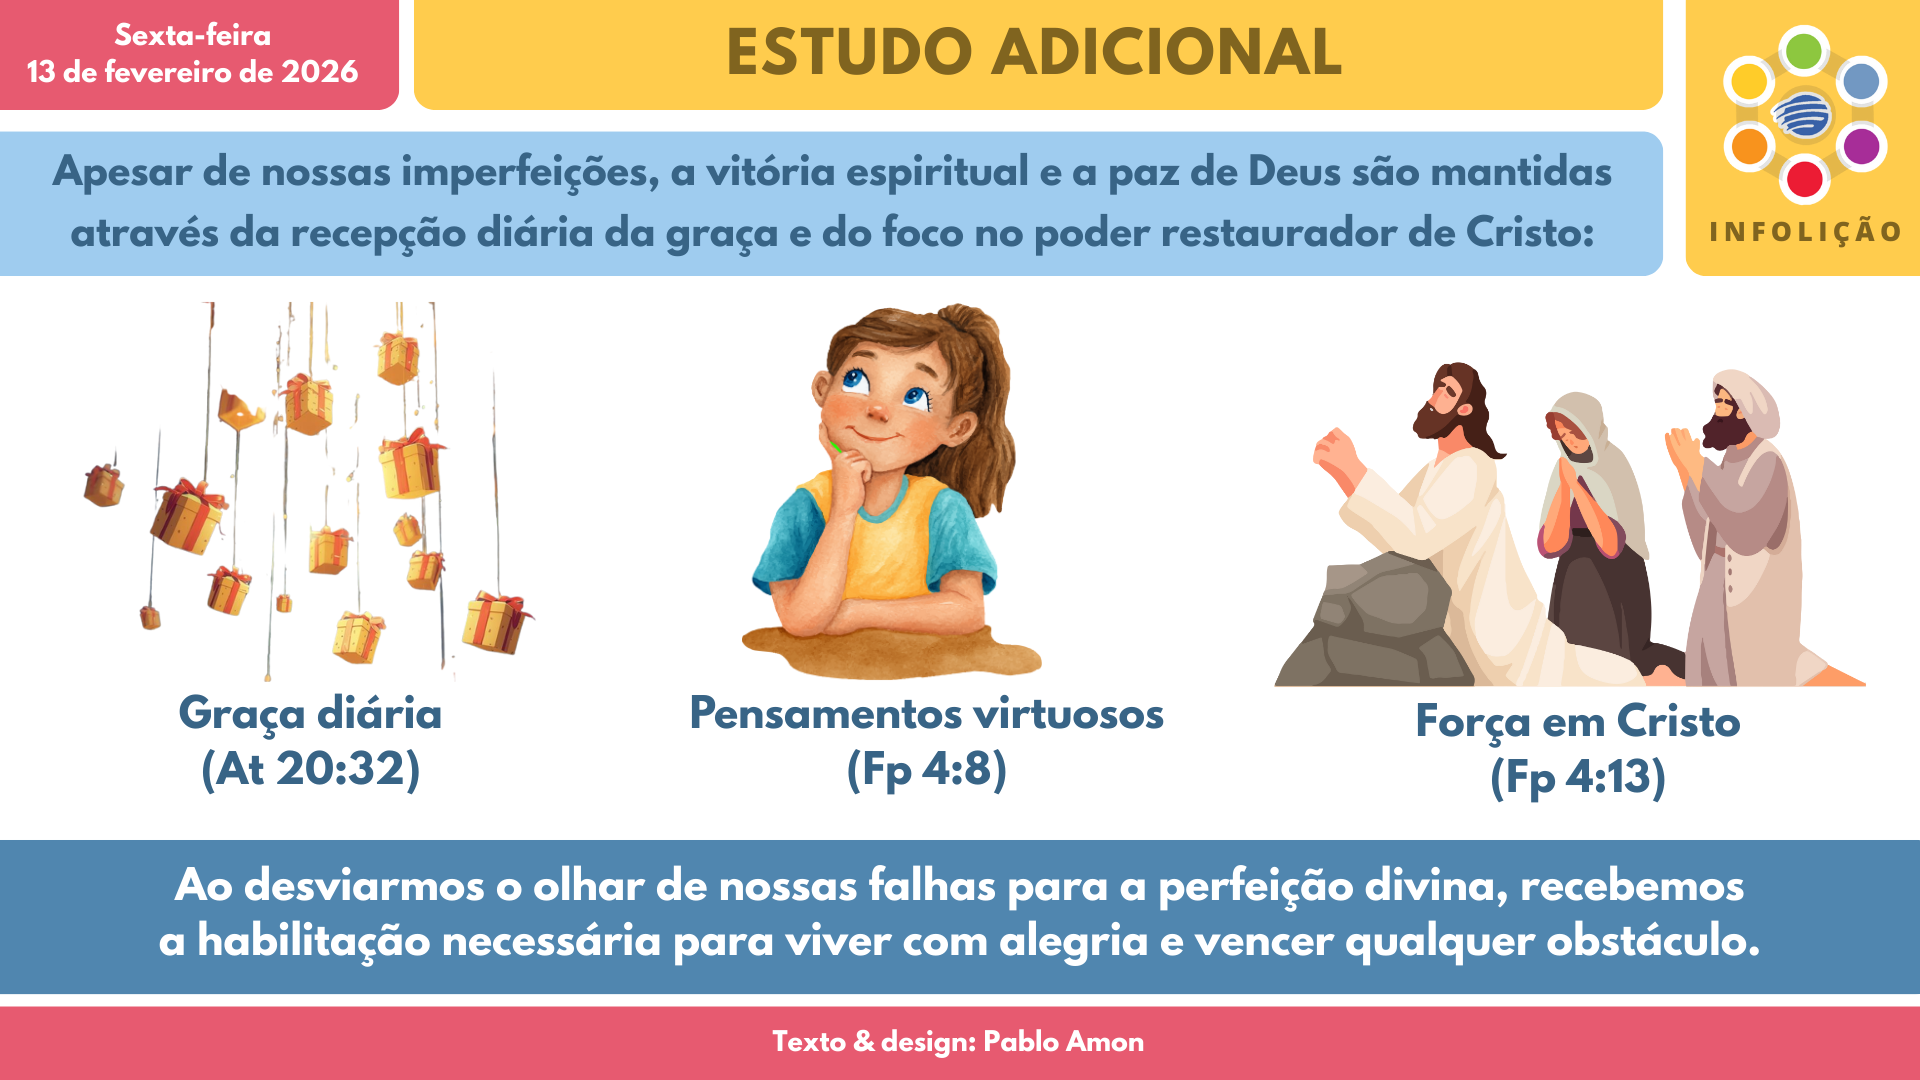 Sexta-feira
13 de fevereiro de 2026
ESTUDO ADICIONAL
INFOLIÇÃO
Apesar de nossas imperfeições, a vitória espiritual e a paz de Deus são mantidas
através da recepção diária da graça e do foco no poder restaurador de Cristo:
Graça diária
(At 20:32)
Pensamentos virtuosos
(Fp 4:8)
Força em Cristo
(Fp 4:13)
Ao desviarmos o olhar de nossas falhas para a perfeição divina, recebemos
a habilitação necessária para viver com alegria e vencer qualquer obstáculo.
Texto & design: Pablo Amon